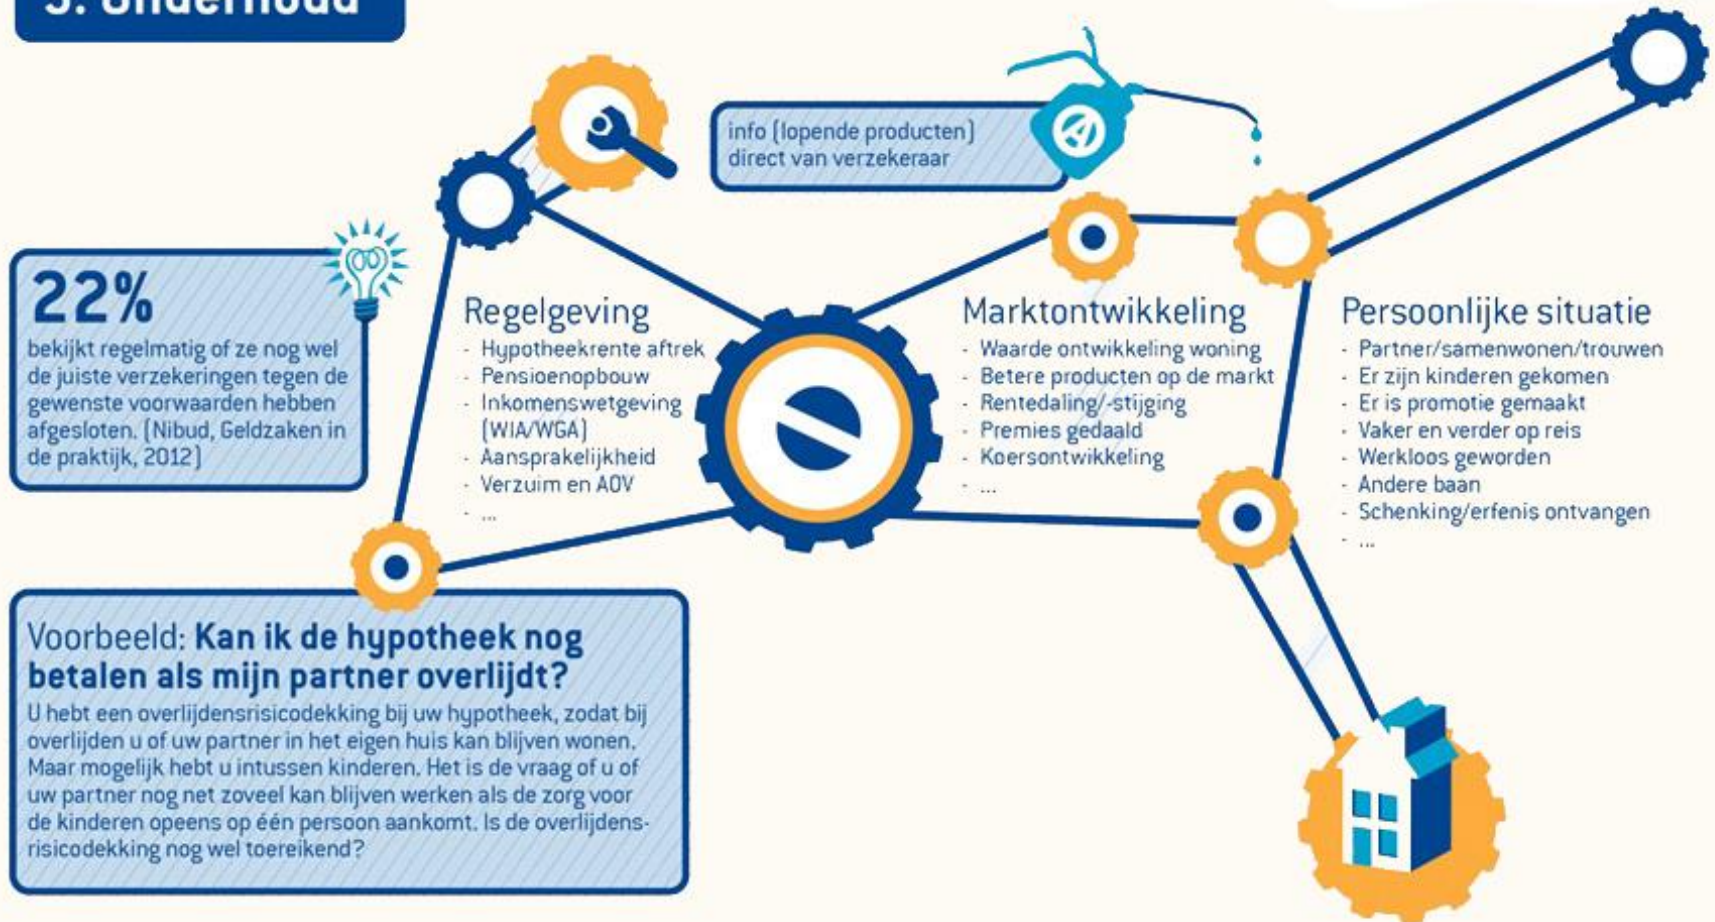 3. Onderhoud
info (lopende producten)
direct van verzekeraar
22%
bekijkt regelmatig of ze nog wel
de juiste verzekeringen tegen de
gewenste voorwaarden hebben
afgesloten. (Nibud, Geldzaken in
de praktijk, 2012)
Regelgeving
- Hypotheekrente aftrek
- Pensioenopbouw
- Inkomenswetgeving
(WIA/WGA)
- Aansprakelijkheid
- Verzuim en AOV
- ...
Marktontwikkeling
- Waarde ontwikkeling woning
- Betere producten op de markt
- Rentedaling/-stijging
- Premies gedaald
- Koersontwikkeling
- ...
Persoonlijke situatie
- Partner/samenwonen/trouwen
- Er zijn kinderen gekomen
- Er is promotie gemaakt
- Vaker en verder op reis
- Werkloos geworden
- Andere baan
- Schenking/erfenis ontvangen
- ...
Voorbeeld: Kan ik de hypotheek nog
betalen als mijn partner overlijdt?
U hebt een overlijdensrisicodekking bij uw hypotheek, zodat bij
overlijden u of uw partner in het eigen huis kan blijven wonen.
Maar mogelijk hebt u intussen kinderen. Het is de vraag of u of
uw partner nog net zoveel kan blijven werken als de zorg voor
de kinderen opeens op één persoon aankomt. Is de overlijdens-
risicodekking nog wel toereikend?